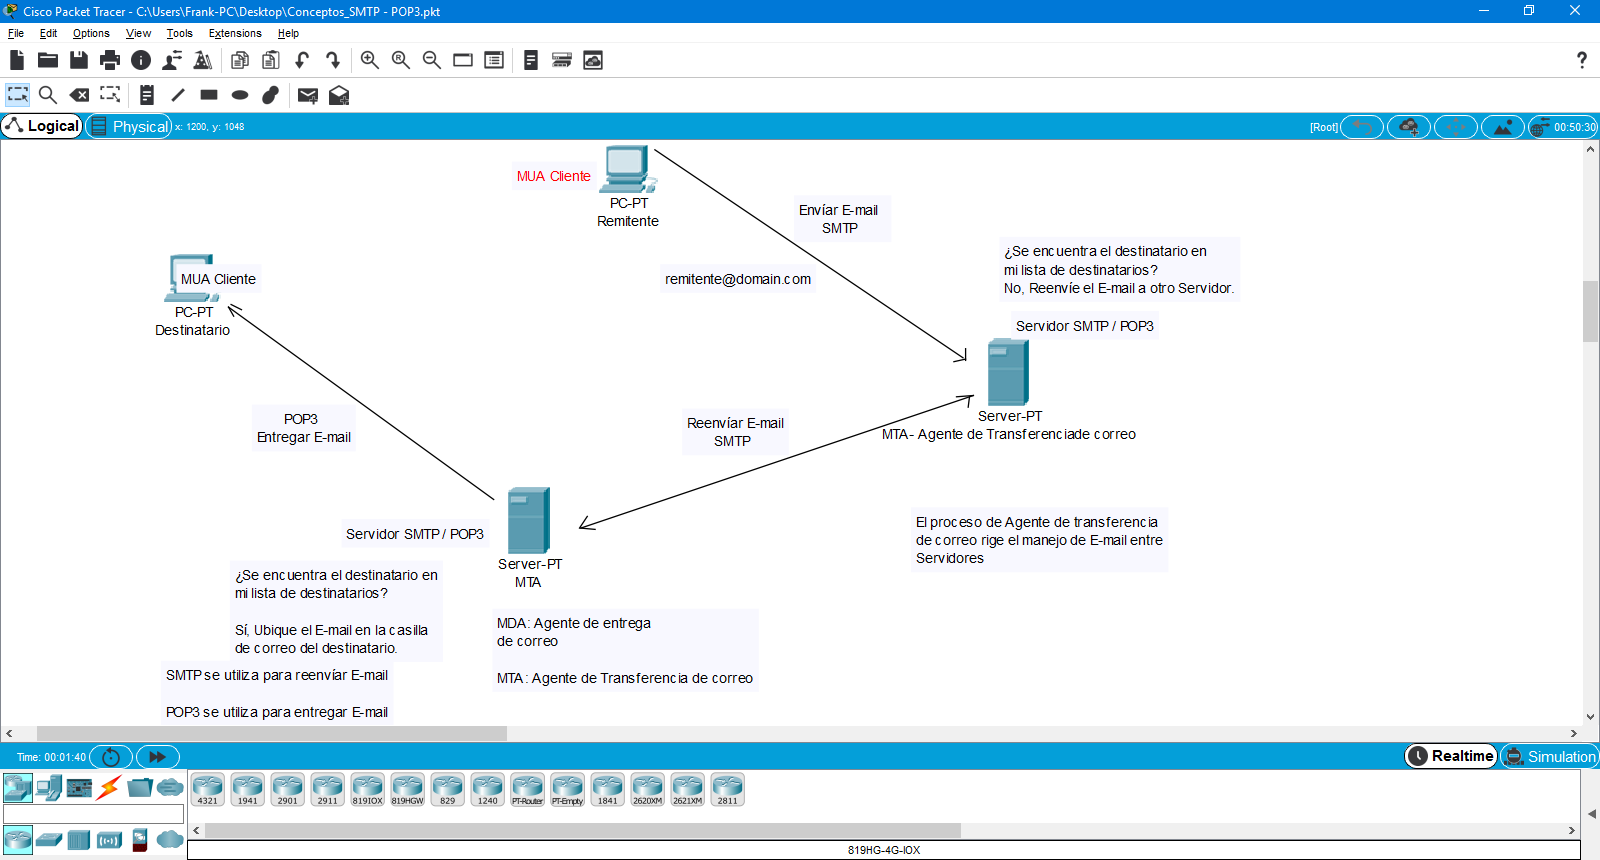 Cisco Packet Tracer - C:\Users\Frank-PC\Desktop\Conceptos_SMTP - POP3.pkt
File Edit Options View Tools Extensions Help
Logical Physical x: 1200, y: 1048 [Root] 00:50:30
MUA Cliente
PC-PT
Remitente
Envíar E-mail
SMTP
remitente@domain.com
¿Se encuentra el destinatario en
mi lista de destinatarios?
No, Reenvíe el E-mail a otro Servidor.
Servidor SMTP / POP3
Server-PT
MTA- Agente de Transferenciade correo
MUA Cliente
PC-PT
Destinatario
POP3
Entregar E-mail
Reenvíar E-mail
SMTP
El proceso de Agente de transferencia
de correo rige el manejo de E-mail entre
Servidores
Servidor SMTP / POP3
Server-PT
MTA
¿Se encuentra el destinatario en
mi lista de destinatarios?
Sí, Ubique el E-mail en la casilla
de correo del destinatario.
MDA: Agente de entrega
de correo
MTA: Agente de Transferencia de correo
SMTP se utiliza para reenvíar E-mail
POP3 se utiliza para entregar E-mail
Time: 00:01:40 Realtime Simulation
4321 1941 2901 2911 819IOX 819HGW 829 1240 PT-Router PT-Empty 1841 2620XM 2621XM 2811
819HG-4G-IOX